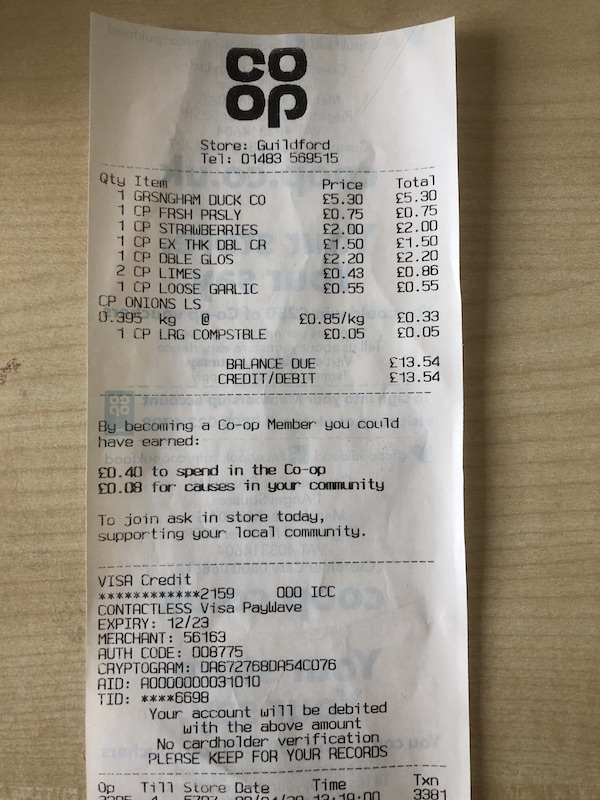 CO
OP
Store: Guildford
Tel: 01483 569515
Qty Item Price Total
1 GRSNGHAM DUCK CO £5.30 £5.30
1 CP FRSH PRSLY £0.75 £0.75
1 CP STRAWBERRIES £2.00 £2.00
1 CP EX THK DBL CR £1.50 £1.50
1 CP DBLE GLOS £2.20 £2.20
2 CP LIMES £0.43 £0.86
1 CP LOOSE GARLIC £0.55 £0.55
CP ONIONS LS
0.395 kg @ £0.85/kg £0.33
1 CP LRG COMPSTBLE £0.05 £0.05
BALANCE DUE £13.54
CREDIT/DEBIT £13.54
By becoming a Co-op Member you could
have earned:
£0.40 to spend in the Co-op
£0.08 for causes in your community
To join ask in store today,
supporting your local community.
VISA Credit
************2159 000 ICC
CONTACTLESS Visa PayWave
EXPIRY: 12/23
MERCHANT: 56163
AUTH CODE: 008775
CRYPTOGRAM: DA672768DA54C076
AID: A0000000031010
TID: ****6698
Your account will be debited
with the above amount
No cardholder verification
PLEASE KEEP FOR YOUR RECORDS
Op Till Store Date Time Txn
4 13:19:00 3381